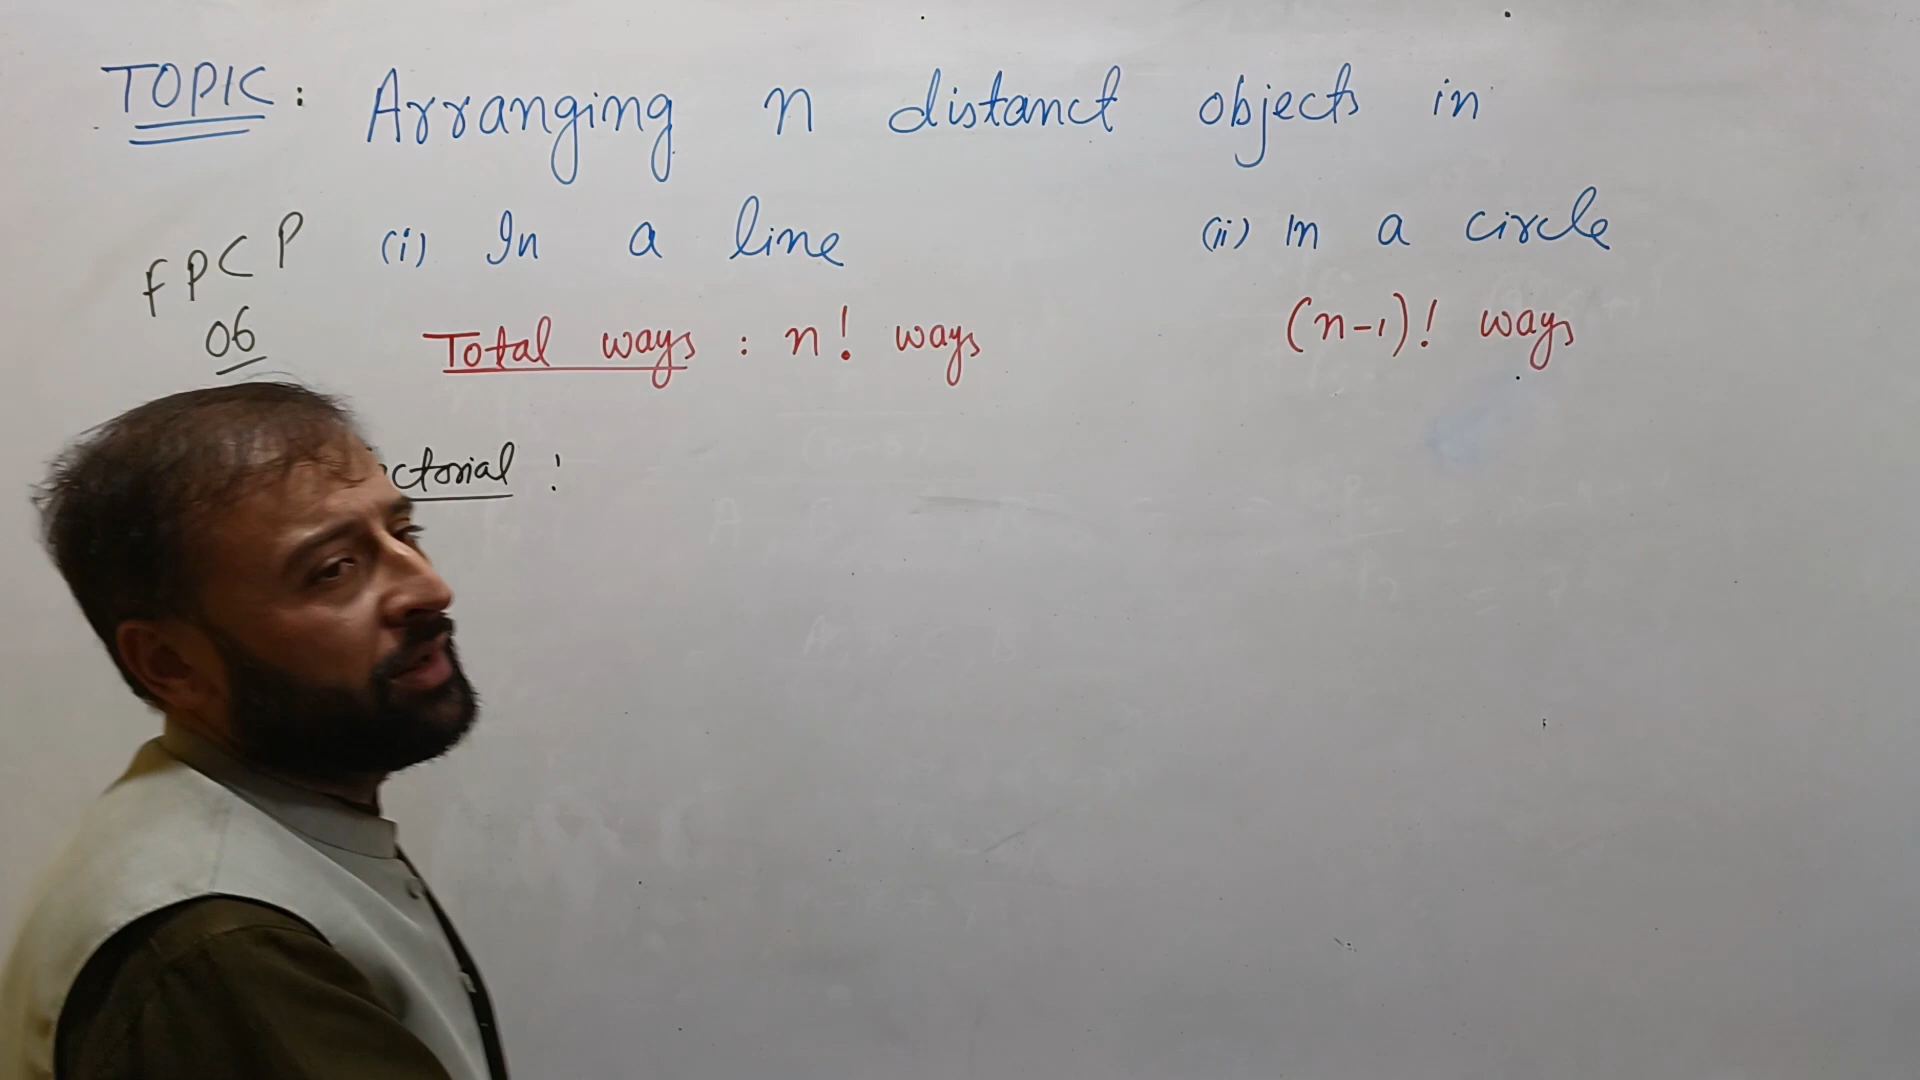 TOPIC: Arranging n distanct objects in
(i) In a line (ii) In a circle
FPCP
06
Total ways : n! ways (n-1)! ways
ctorial :